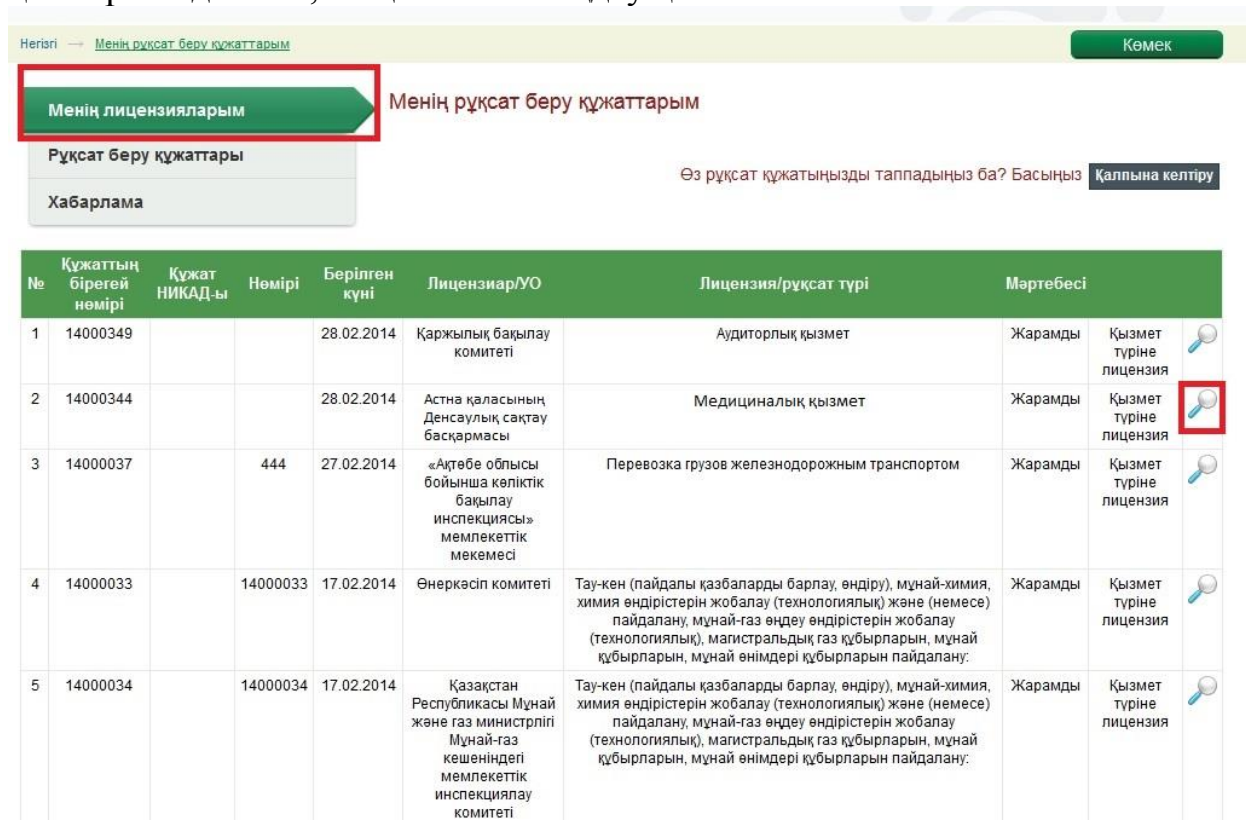 Негізгі → Менің рұқсат беру құжаттарым
Көмек
Менің лицензияларым
Менің рұқсат беру құжаттарым
Рұқсат беру құжаттары
Өз рұқсат құжатыңызды таппадыңыз ба? Басыңыз Қалпына келтіру
Хабарлама
№ Құжаттың бірегей нөмірі Құжат НИКАД-ы Нөмірі Берілген күні Лицензиар/УО Лицензия/рұқсат түрі Мәртебесі
1 14000349 28.02.2014 Қаржылық бақылау Аудиторлық қызмет Жарамды Қызмет
комитеті түріне
лицензия
2 14000344 28.02.2014 Астна қаласының Медициналық қызмет Жарамды Қызмет
Денсаулық сақтау түріне
басқармасы лицензия
3 14000037 444 27.02.2014 «Ақтөбе облысы Перевозка грузов железнодорожным транспортом Жарамды Қызмет
бойынша көліктік түріне
бақылау лицензия
инспекциясы»
мемлекеттік
мекемесі
4 14000033 14000033 17.02.2014 Өнеркәсіп комитеті Тау-кен (пайдалы қазбаларды барлау, өндіру), мұнай-химия, Жарамды Қызмет
химия өндірістерін жобалау (технологиялық) және (немесе) түріне
пайдалану, мұнай-газ өңдеу өндірістерін жобалау лицензия
(технологиялық), магистральдық газ құбырларын, мұнай
құбырларын, мұнай өнімдері құбырларын пайдалану:
5 14000034 14000034 17.02.2014 Қазақстан Тау-кен (пайдалы қазбаларды барлау, өндіру), мұнай-химия, Жарамды Қызмет
Республикасы Мұнай химия өндірістерін жобалау (технологиялық) және (немесе) түріне
және газ министрлігі пайдалану, мұнай-газ өңдеу өндірістерін жобалау лицензия
Мұнай-газ (технологиялық), магистральдық газ құбырларын, мұнай
кешеніндегі құбырларын, мұнай өнімдері құбырларын пайдалану:
мемлекеттік
инспекциялау
комитеті